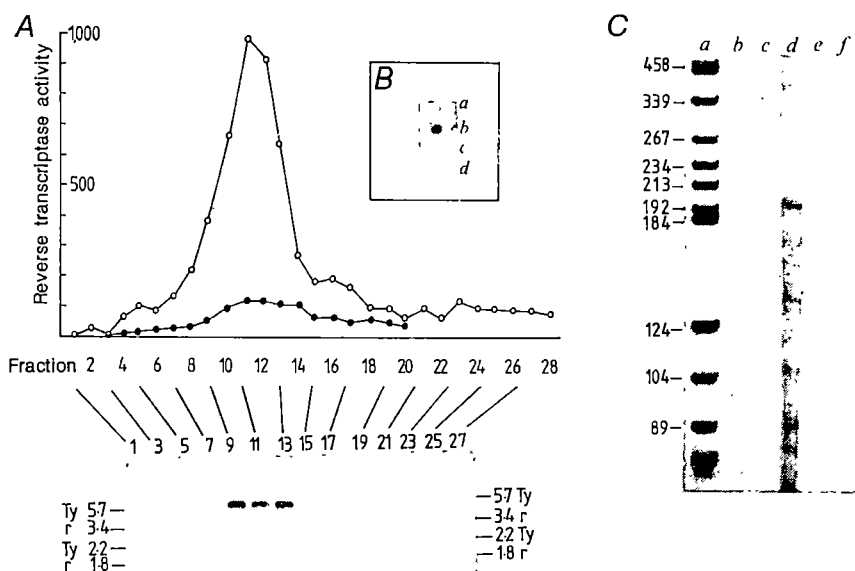 A
1,000
500
Reverse transcriptase activity
B
a
b
c
d
Fraction 2 4 6 8 10 12 14 16 18 20 22 24 26 28
1 3 5 7 9 11 13 15 17 19 21 23 25 27
Ty 5·7
r 3·4
Ty 2·2
r 1·8
5·7 Ty
3·4 r
2·2 Ty
1·8 r
C
a b c d e f
458
339
267
234
213
192
184
124
104
89